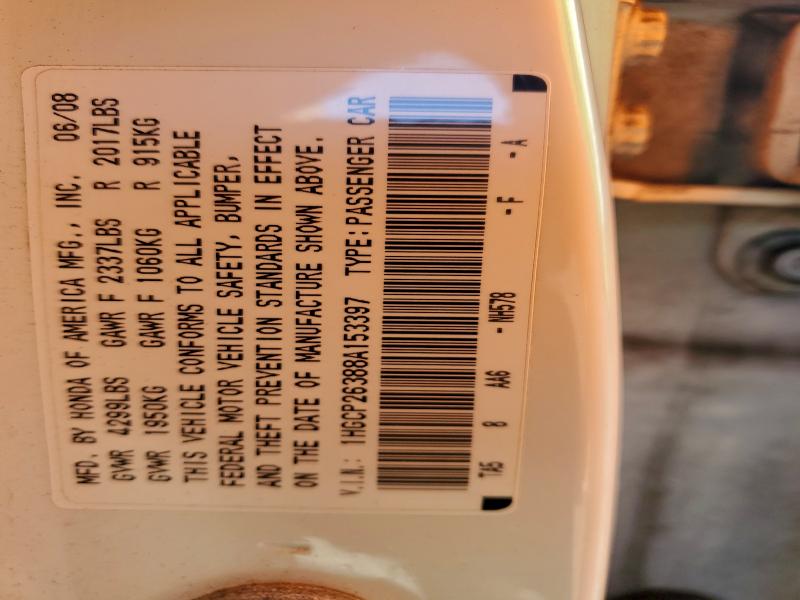 MFD. BY HONDA OF AMERICA MFG., INC. 06/08
GVWR 4299LBS GAWR F 2337LBS R 2017LBS
GVWR 1950KG GAWR F 1060KG R 915KG
THIS VEHICLE CONFORMS TO ALL APPLICABLE
FEDERAL MOTOR VEHICLE SAFETY, BUMPER,
AND THEFT PREVENTION STANDARDS IN EFFECT
ON THE DATE OF MANUFACTURE SHOWN ABOVE.
V.I.N.: 1HGCP26388A153397 TYPE: PASSENGER CAR
TA5 8 AA6 - NH578 -F -A